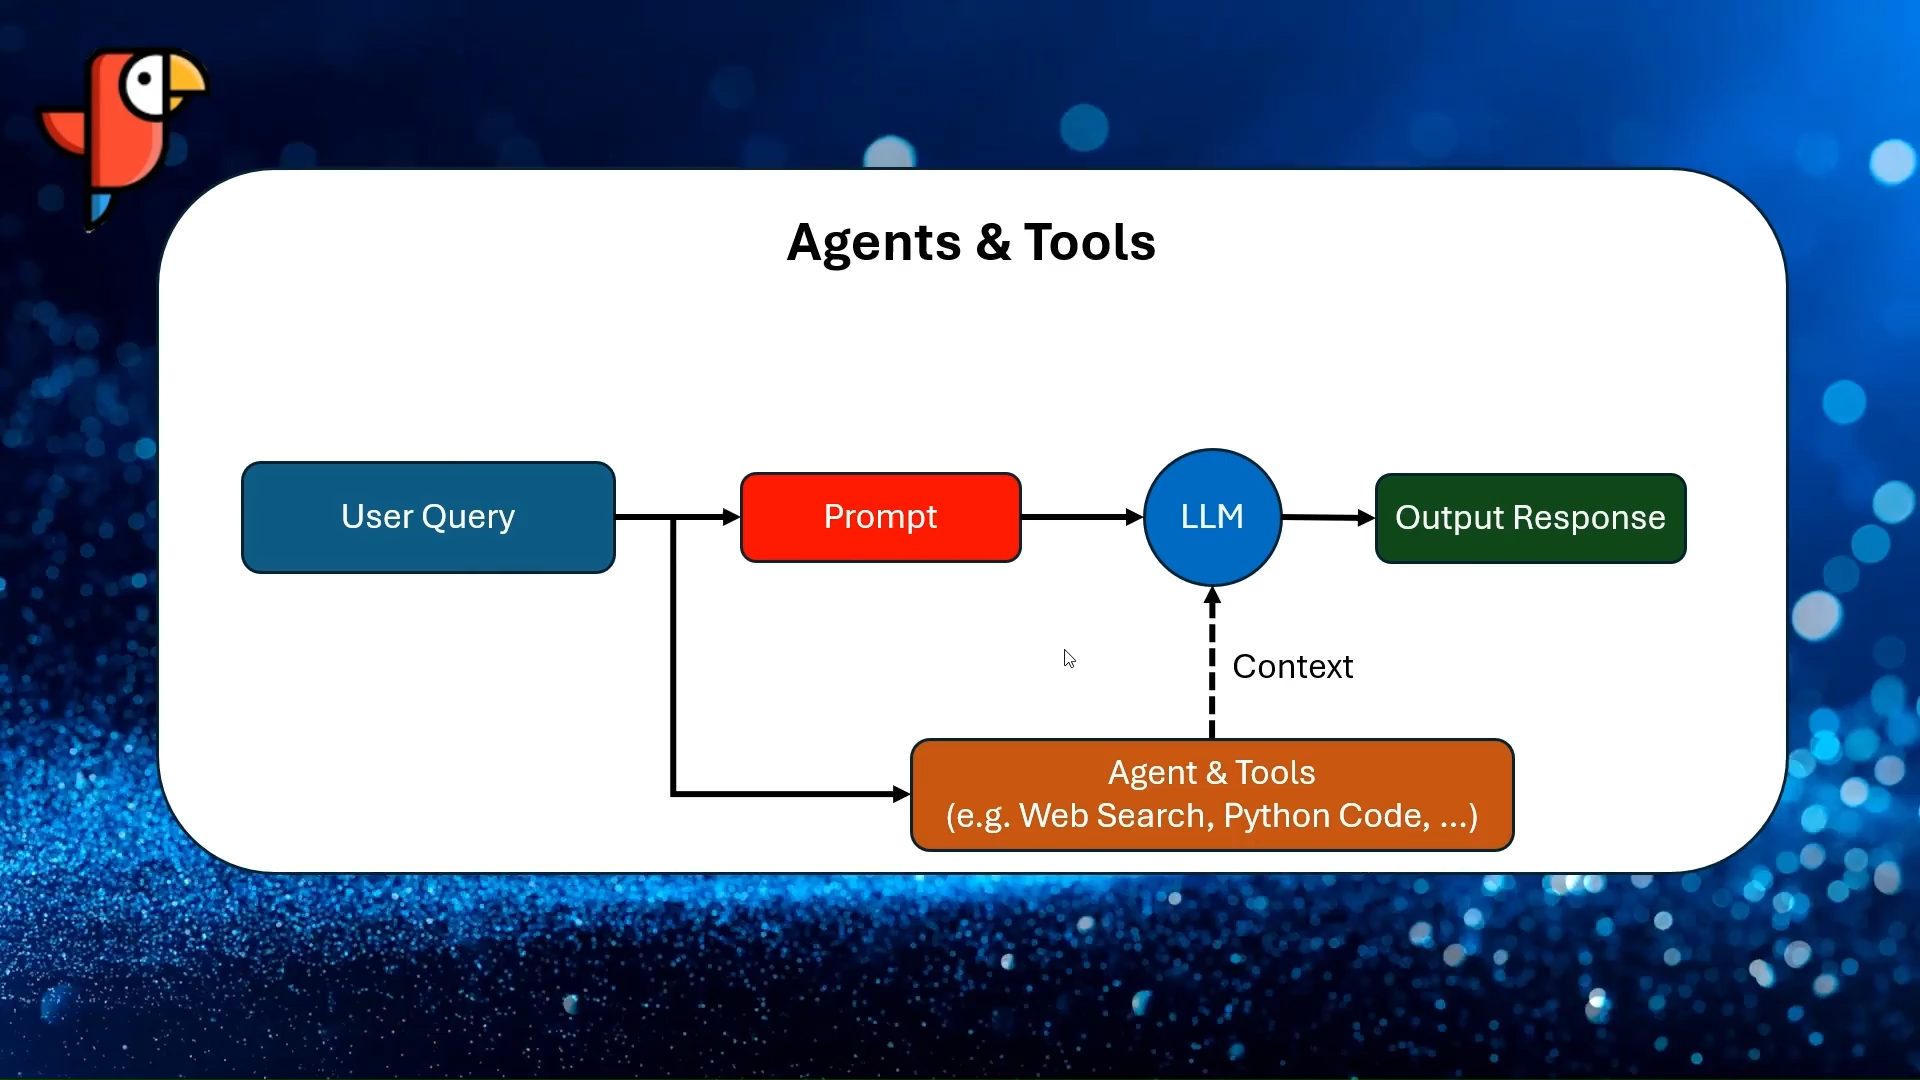 Agents & Tools
User Query
Prompt
LLM
Output Response
Context
Agent & Tools
(e.g. Web Search, Python Code, ...)